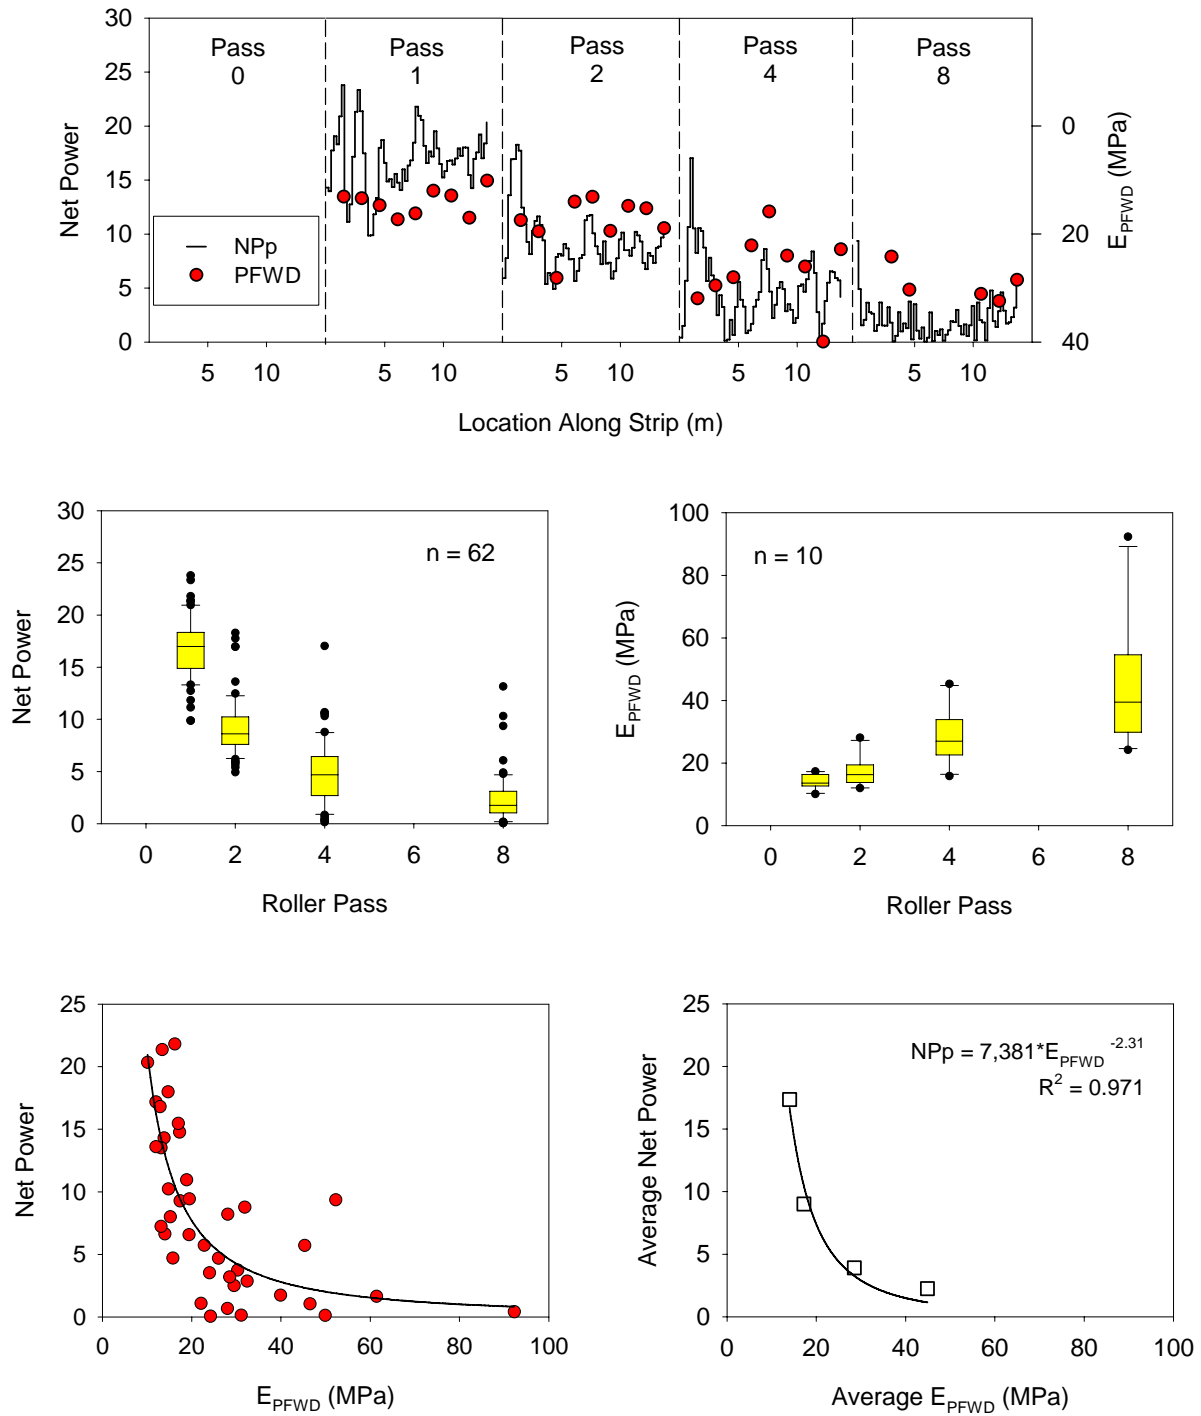 30
25
20
15
10
5
0
Net Power
Pass
0
Pass
1
Pass
2
Pass
4
Pass
8
NPp
PFWD
0
20
40
E_PFWD (MPa)
5 10 5 10 5 10 5 10 5 10
Location Along Strip (m)
30
25
20
15
10
5
0
Net Power
n = 62
0 2 4 6 8
Roller Pass
100
80
60
40
20
0
E_PFWD (MPa)
n = 10
0 2 4 6 8
Roller Pass
25
20
15
10
5
0
Net Power
0 20 40 60 80 100
E_PFWD (MPa)
25
20
15
10
5
0
Average Net Power
NPp = 7,381*E_PFWD^-2.31
R^2 = 0.971
0 20 40 60 80 100
Average E_PFWD (MPa)